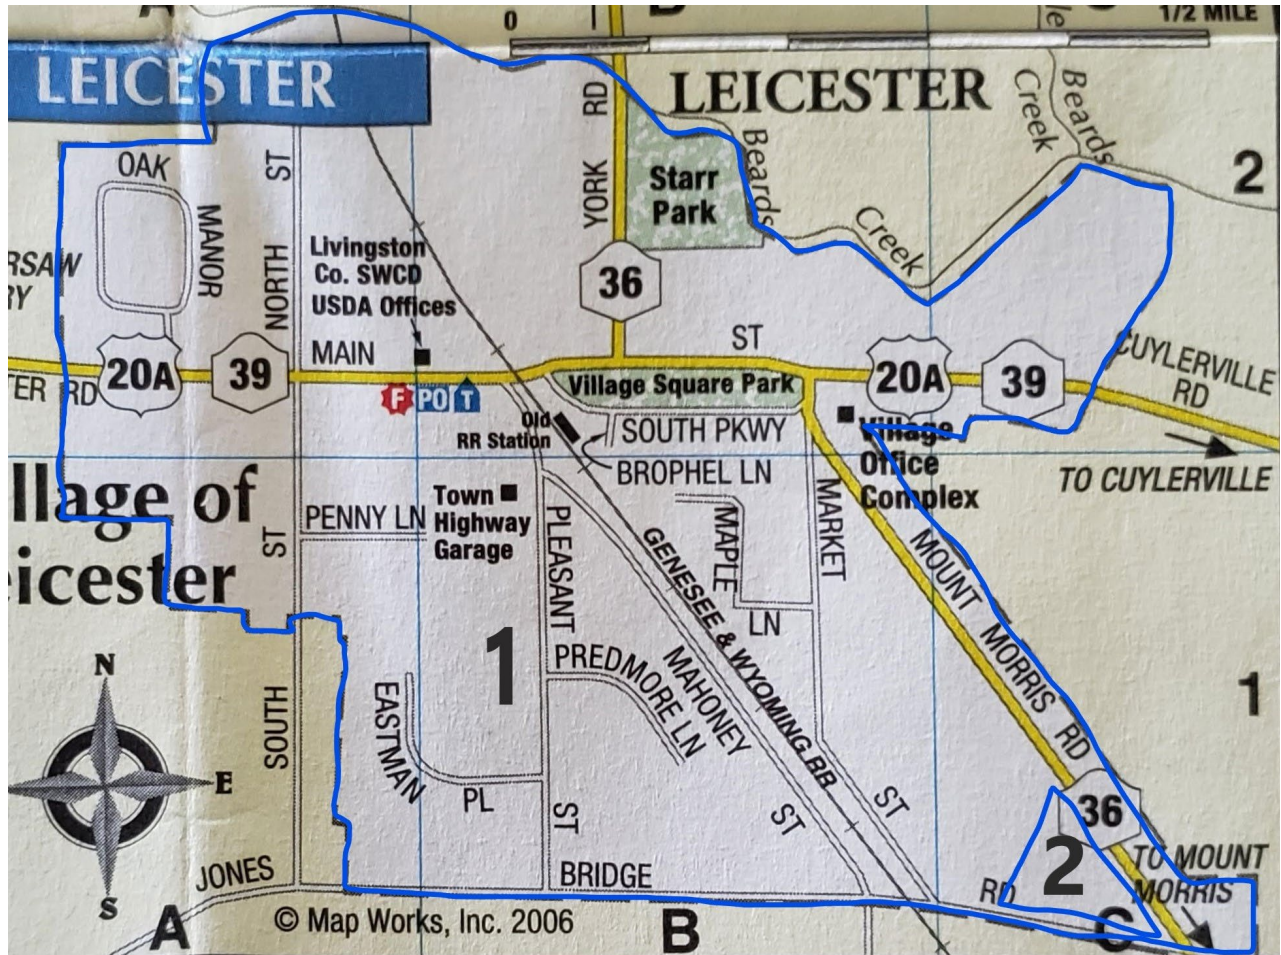 0
B
1/2 MILE
LEICESTER
LEICESTER
RD
YORK
Creek
Beards
2
OAK
ST
MANOR
NORTH
Starr
Park
Beards
Creek
Livingston
Co. SWCD
USDA Offices
36
MAIN
ST
20A
39
20A
39
CUYLERVILLE
RD
F
PO
T
Village Square Park
Old
RR Station
SOUTH PKWY
BROPHEL LN
Village
Office
Complex
TO CUYLERVILLE
llage of
eicester
ST
PENNY LN
Town
Highway
Garage
PLEASANT
MAPLE
LN
MARKET
GENESEE & WYOMING RR
MOUNT MORRIS RD
1
PREDMORE LN
MAHONEY
ST
1
N
E
S
SOUTH
EASTMAN
PL
ST
ST
36
2
TO MOUNT
MORRIS
JONES
BRIDGE
RD
A
© Map Works, Inc. 2006
B
C